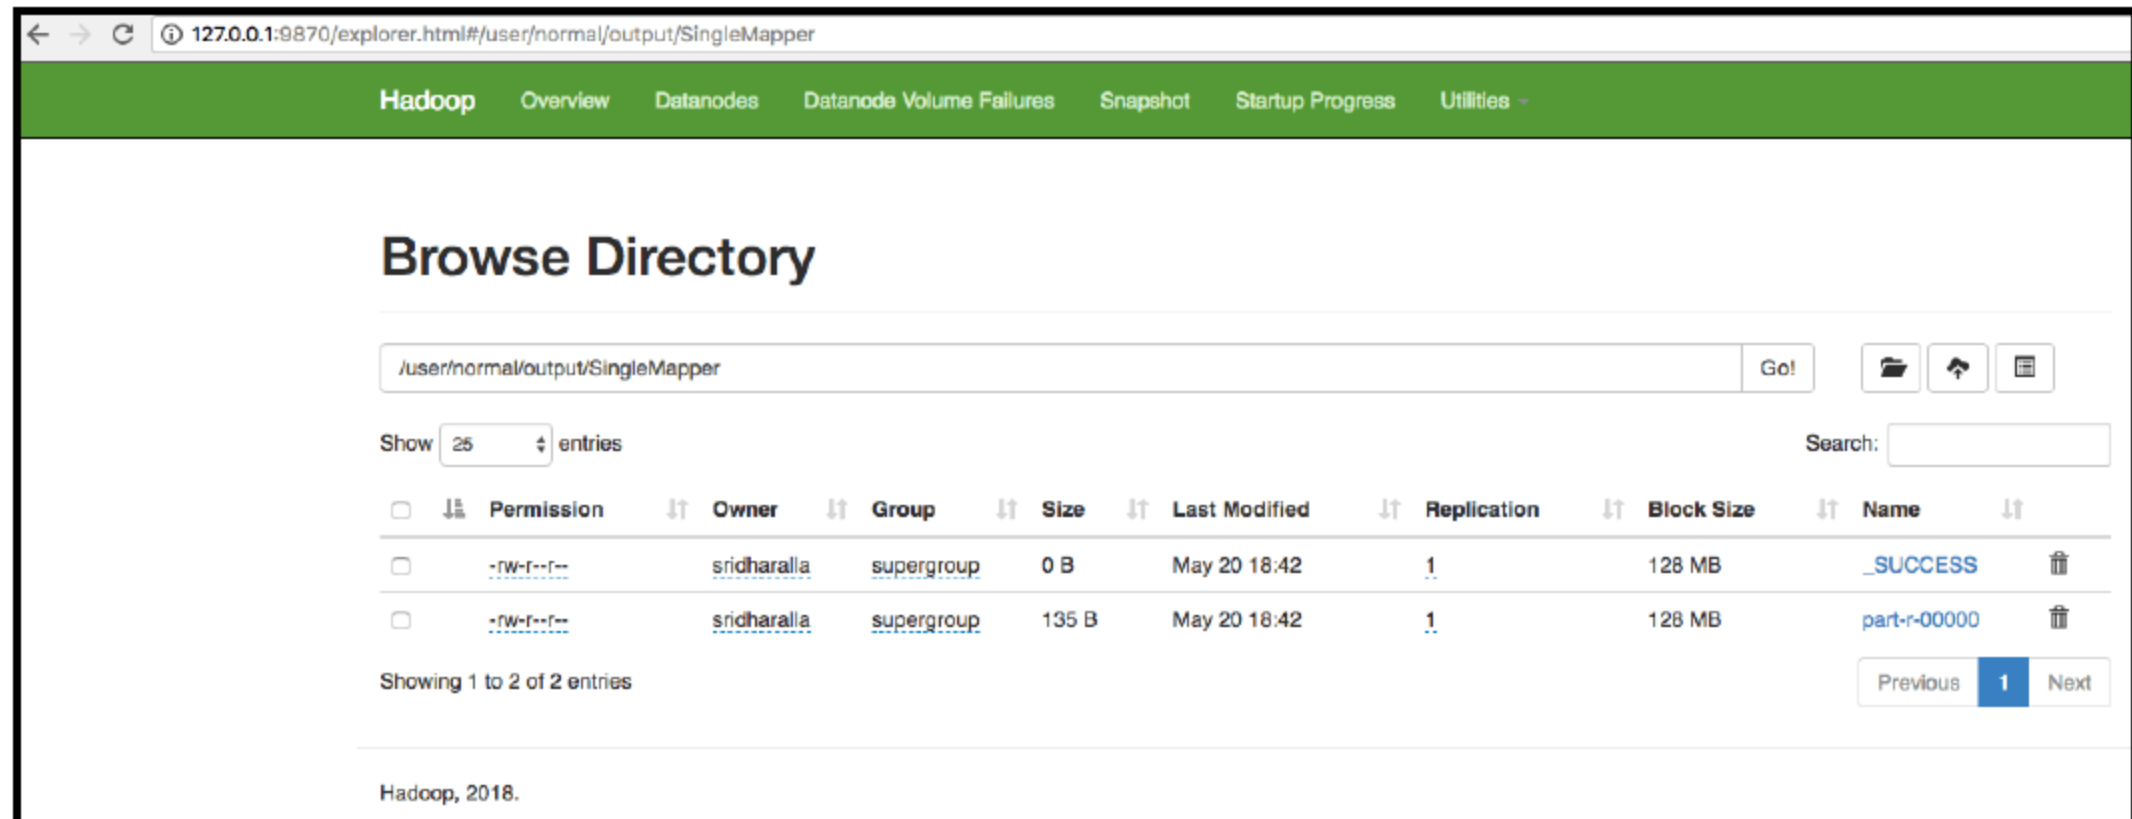 127.0.0.1:9870/explorer.html#/user/normal/output/SingleMapper
Hadoop Overview Datanodes Datanode Volume Failures Snapshot Startup Progress Utilities
Browse Directory
/user/normal/output/SingleMapper Go!
Show 25 entries Search:
Permission Owner Group Size Last Modified Replication Block Size Name
-rw-r--r-- sridharalla supergroup 0 B May 20 18:42 1 128 MB _SUCCESS
-rw-r--r-- sridharalla supergroup 135 B May 20 18:42 1 128 MB part-r-00000
Showing 1 to 2 of 2 entries Previous 1 Next
Hadoop, 2018.